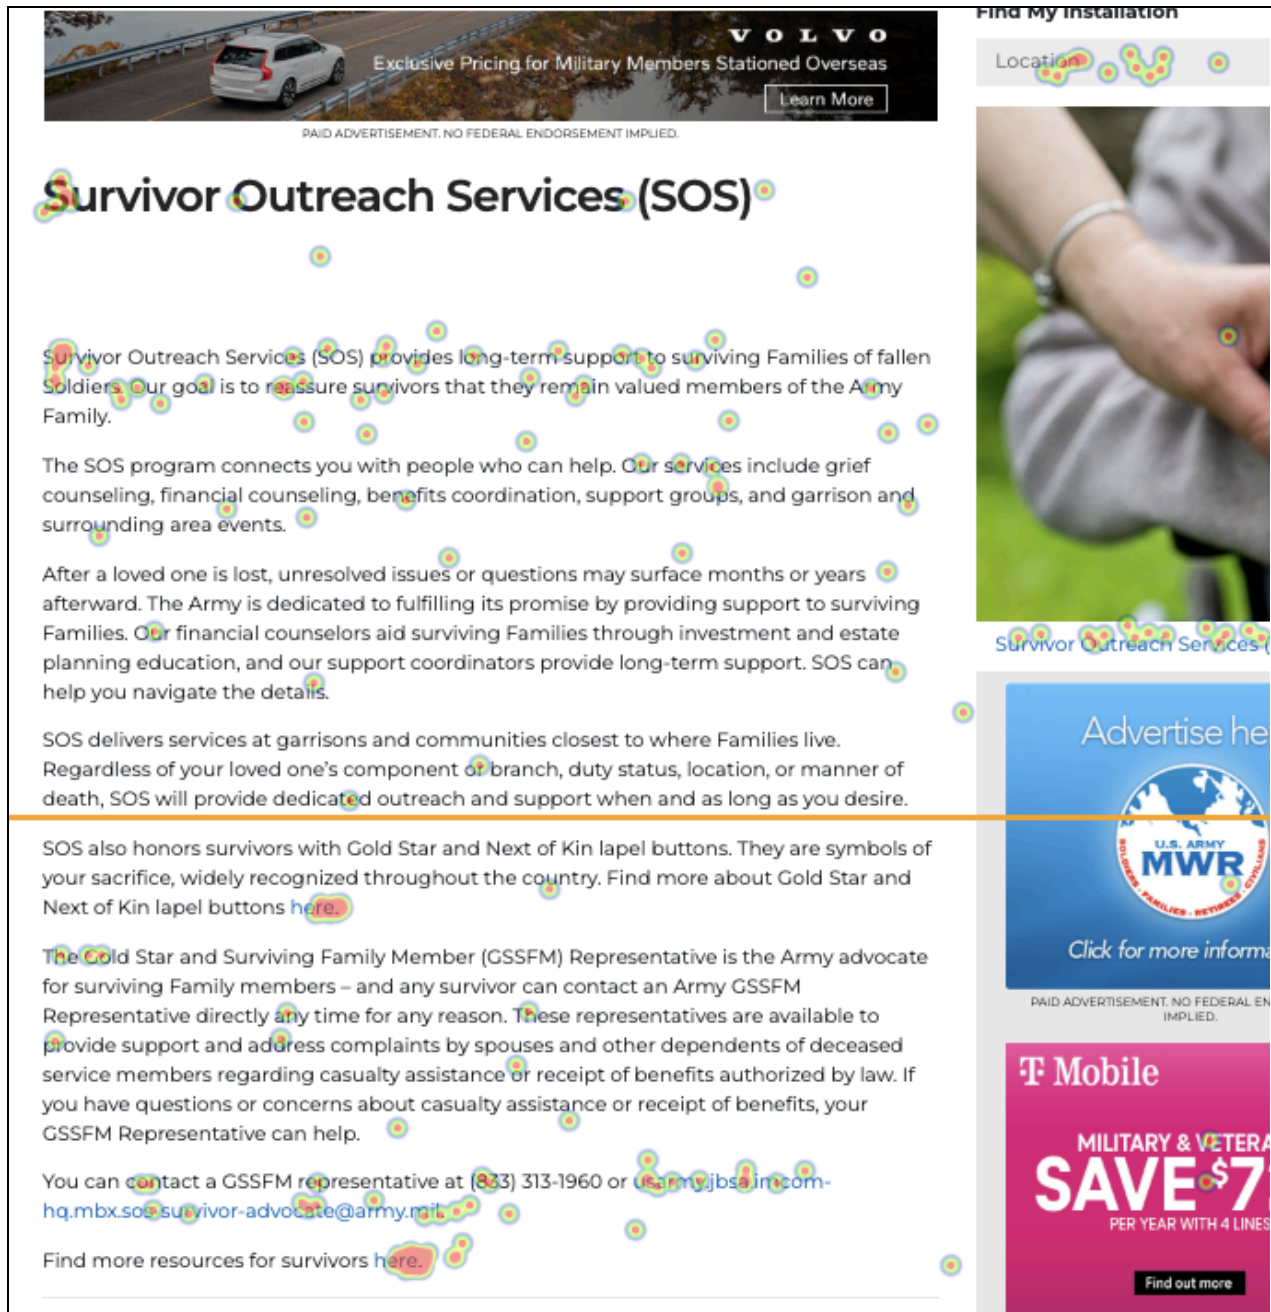 Find My Installation
VOLVO
Exclusive Pricing for Military Members Stationed Overseas
Learn More
Location
PAID ADVERTISEMENT. NO FEDERAL ENDORSEMENT IMPLIED.
Survivor Outreach Services (SOS)
Survivor Outreach Services (SOS) provides long-term support to surviving Families of fallen
Soldiers. Our goal is to reassure survivors that they remain valued members of the Army
Family.
The SOS program connects you with people who can help. Our services include grief
counseling, financial counseling, benefits coordination, support groups, and garrison and
surrounding area events.
After a loved one is lost, unresolved issues or questions may surface months or years
afterward. The Army is dedicated to fulfilling its promise by providing support to surviving
Families. Our financial counselors aid surviving Families through investment and estate
planning education, and our support coordinators provide long-term support. SOS can
help you navigate the details.
SOS delivers services at garrisons and communities closest to where Families live.
Regardless of your loved one's component or branch, duty status, location, or manner of
death, SOS will provide dedicated outreach and support when and as long as you desire.
SOS also honors survivors with Gold Star and Next of Kin lapel buttons. They are symbols of
your sacrifice, widely recognized throughout the country. Find more about Gold Star and
Next of Kin lapel buttons here.
The Gold Star and Surviving Family Member (GSSFM) Representative is the Army advocate
for surviving Family members – and any survivor can contact an Army GSSFM
Representative directly any time for any reason. These representatives are available to
provide support and address complaints by spouses and other dependents of deceased
service members regarding casualty assistance or receipt of benefits authorized by law. If
you have questions or concerns about casualty assistance or receipt of benefits, your
GSSFM Representative can help.
You can contact a GSSFM representative at (833) 313-1960 or usarmy.jbsa.imcom-
hq.mbx.sos-survivor-advocate@army.mil.
Find more resources for survivors here.
Survivor Outreach Services (
Advertise he
U.S. ARMY
MWR
SOLDIERS • FAMILIES • RETIREES • CIVILIANS
Click for more informa
PAID ADVERTISEMENT. NO FEDERAL EN
IMPLIED.
T Mobile
MILITARY & VETERA
SAVE $7
PER YEAR WITH 4 LINES
Find out more